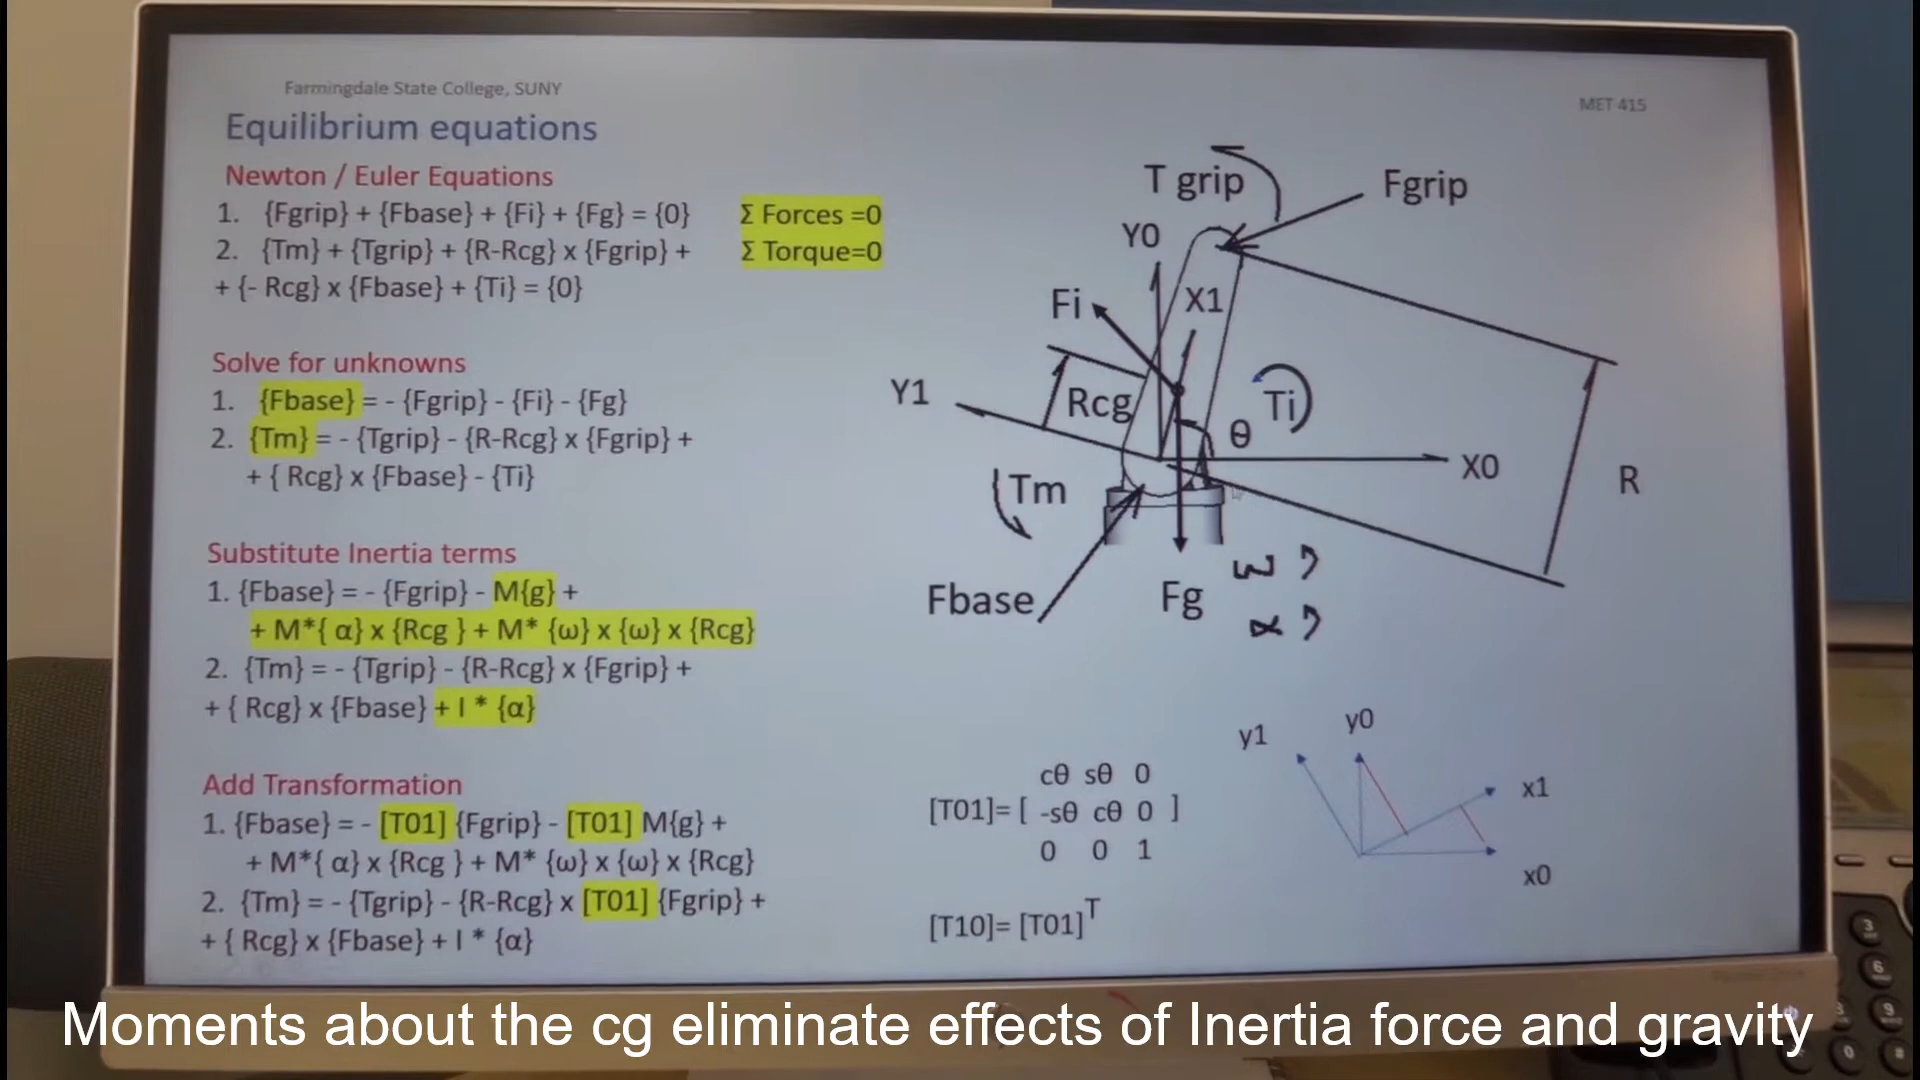 Farmingdale State College, SUNY
MET 415
Equilibrium equations
Newton / Euler Equations
1. {Fgrip} + {Fbase} + {Fi} + {Fg} = {0} Σ Forces =0
2. {Tm} + {Tgrip} + {R-Rcg} x {Fgrip} + Σ Torque=0
+ {- Rcg} x {Fbase} + {Ti} = {0}
Solve for unknowns
1. {Fbase} = - {Fgrip} - {Fi} - {Fg}
2. {Tm} = - {Tgrip} - {R-Rcg} x {Fgrip} +
+ { Rcg} x {Fbase} - {Ti}
Substitute Inertia terms
1. {Fbase} = - {Fgrip} - M{g} +
+ M*{ α} x {Rcg } + M* {ω} x {ω} x {Rcg}
2. {Tm} = - {Tgrip} - {R-Rcg} x {Fgrip} +
+ { Rcg} x {Fbase} + I * {α}
Add Transformation
1. {Fbase} = - [T01] {Fgrip} - [T01] M{g} +
+ M*{ α} x {Rcg } + M* {ω} x {ω} x {Rcg}
2. {Tm} = - {Tgrip} - {R-Rcg} x [T01] {Fgrip} +
+ { Rcg} x {Fbase} + I * {α}
T grip
Fgrip
Y0
Fi
X1
Y1
Rcg
Ti
θ
X0
R
Tm
Fbase
Fg
ω
α
cθ sθ 0
[T01]= [ -sθ cθ 0 ]
0 0 1
[T10]= [T01]T
y1
y0
x1
x0
3
6
9
0
Moments about the cg eliminate effects of Inertia force and gravity